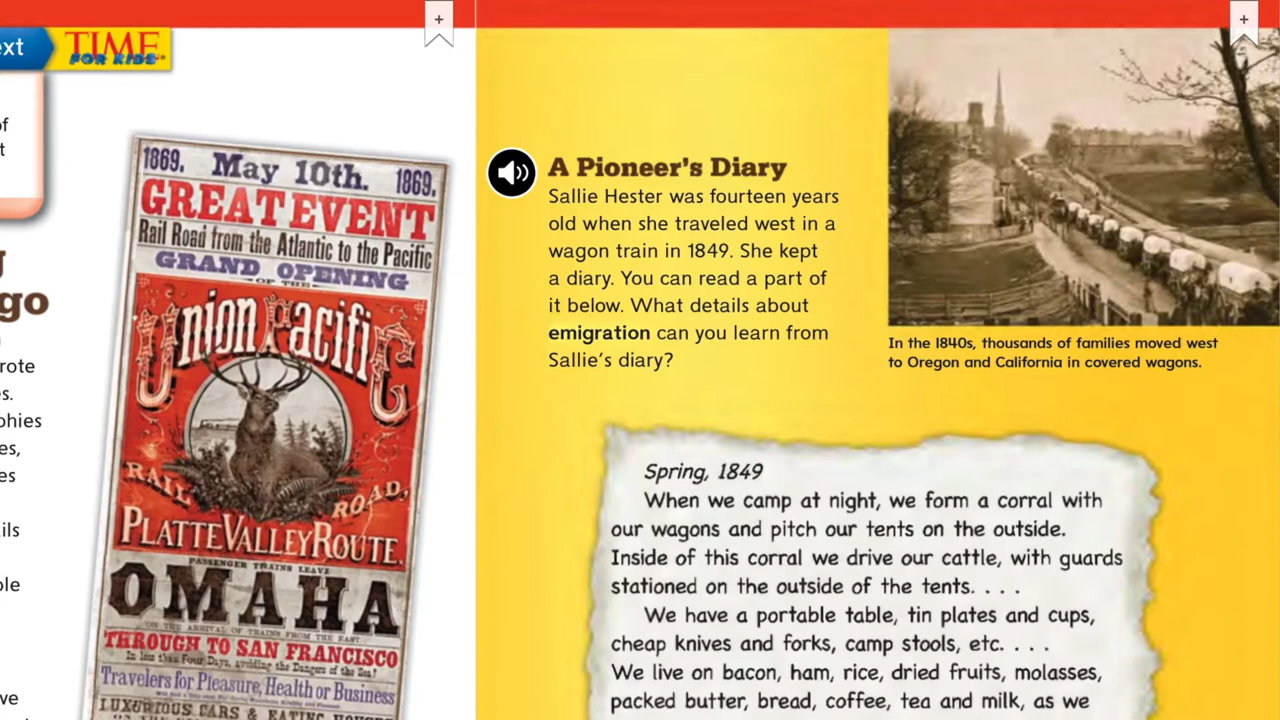 ext
TIME
FOR KIDS
of
t
g
go
rote
s.
phies
es,
es
ils
ple
ve
1869. May 10th. 1869.
GREAT EVENT
Rail Road from the Atlantic to the Pacific
GRAND OPENING
OF THE
Union Pacific
RAIL ROAD,
PLATTE VALLEY ROUTE.
PASSENGER TRAINS LEAVE
OMAHA
ON THE ARRIVAL OF TRAINS FROM THE EAST
THROUGH TO SAN FRANCISCO
In less than Four Days, avoiding the Dangers of the Sea!
Travelers for Pleasure, Health or Business
LUXURIOUS CARS & EATING HOUSES
A Pioneer's Diary
Sallie Hester was fourteen years
old when she traveled west in a
wagon train in 1849. She kept
a diary. You can read a part of
it below. What details about
emigration can you learn from
Sallie's diary?
In the 1840s, thousands of families moved west
to Oregon and California in covered wagons.
Spring, 1849
When we camp at night, we form a corral with
our wagons and pitch our tents on the outside.
Inside of this corral we drive our cattle, with guards
stationed on the outside of the tents. . . .
We have a portable table, tin plates and cups,
cheap knives and forks, camp stools, etc. . . .
We live on bacon, ham, rice, dried fruits, molasses,
packed butter, bread, coffee, tea and milk, as we